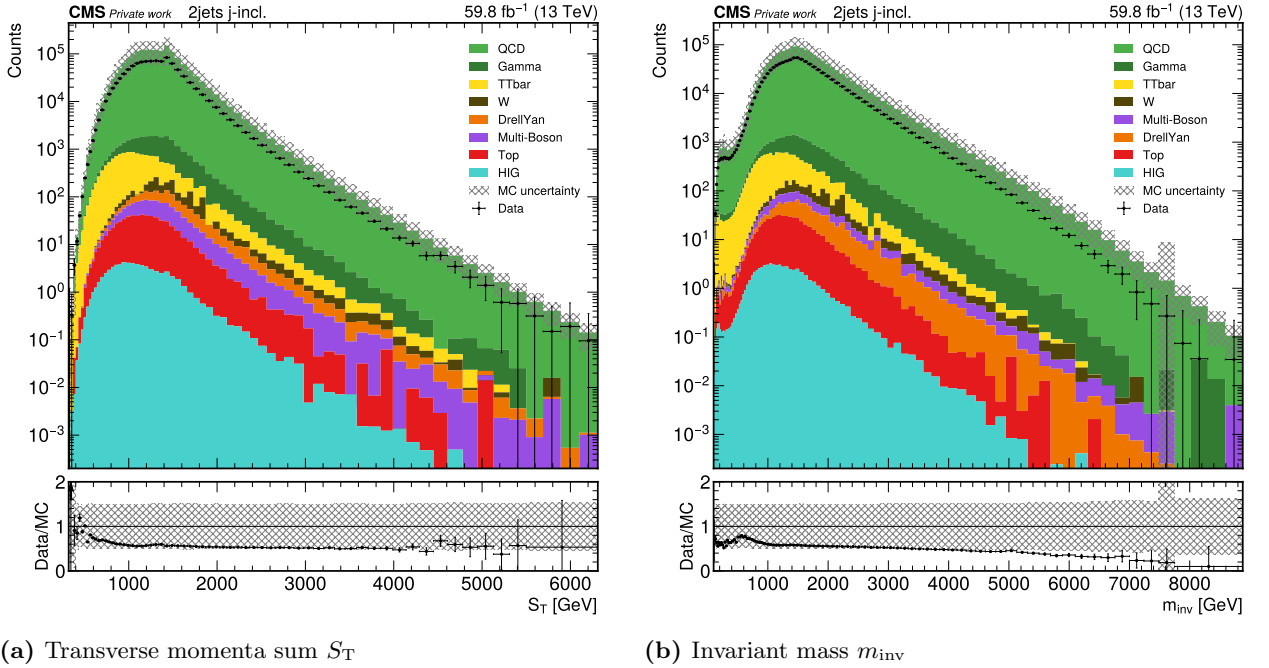 CMS Private work 2jets j-incl. 59.8 fb⁻¹ (13 TeV)
Counts
10⁵
10⁴
10³
10²
10¹
10⁰
10⁻¹
10⁻²
10⁻³
QCD
Gamma
TTbar
W
DrellYan
Multi-Boson
Top
HIG
MC uncertainty
Data
Data/MC
2
1
0
1000 2000 3000 4000 5000 6000
S_T [GeV]
(a) Transverse momenta sum S_T
CMS Private work 2jets j-incl. 59.8 fb⁻¹ (13 TeV)
Counts
10⁵
10⁴
10³
10²
10¹
10⁰
10⁻¹
10⁻²
10⁻³
QCD
Gamma
TTbar
W
Multi-Boson
DrellYan
Top
HIG
MC uncertainty
Data
Data/MC
2
1
0
1000 2000 3000 4000 5000 6000 7000 8000
m_inv [GeV]
(b) Invariant mass m_inv